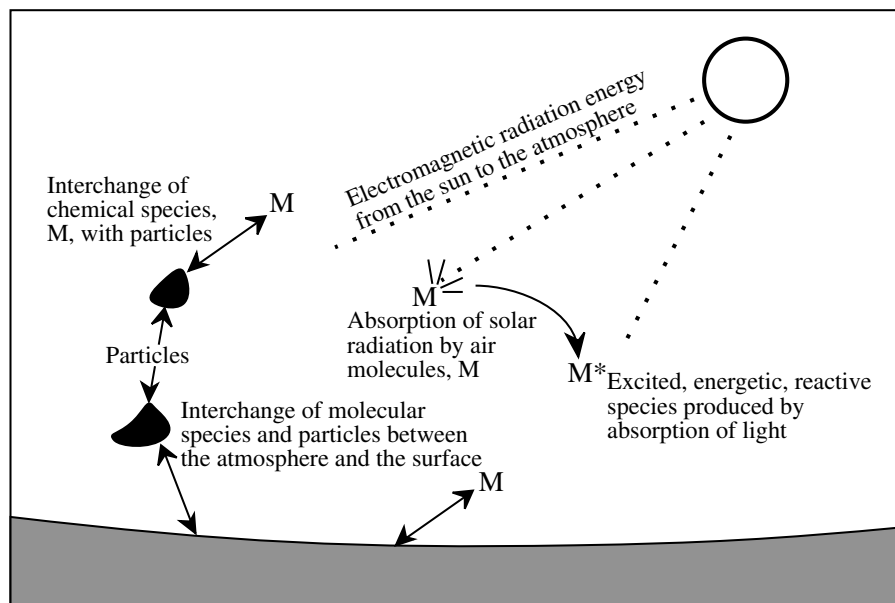 Electromagnetic radiation energy
from the sun to the atmosphere
Interchange of
chemical species,
M, with particles
M
M
Absorption of solar
radiation by air
molecules, M
M*
Excited, energetic, reactive
species produced by
absorption of light
Particles
Interchange of molecular
species and particles between
the atmosphere and the surface
M